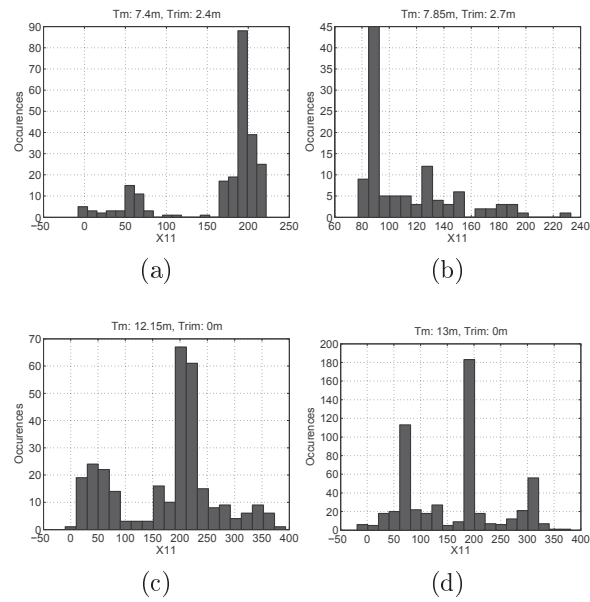 Tm: 7.4m, Trim: 2.4m
90
80
70
60
50
40
30
20
10
0
Occurences
−50 0 50 100 150 200 250
X11
(a)
Tm: 7.85m, Trim: 2.7m
45
40
35
30
25
20
15
10
5
0
Occurences
60 80 100 120 140 160 180 200 220 240
X11
(b)
Tm: 12.15m, Trim: 0m
70
60
50
40
30
20
10
0
Occurences
−50 0 50 100 150 200 250 300 350 400
X11
(c)
Tm: 13m, Trim: 0m
200
180
160
140
120
100
80
60
40
20
0
Occurences
−50 0 50 100 150 200 250 300 350 400
X11
(d)